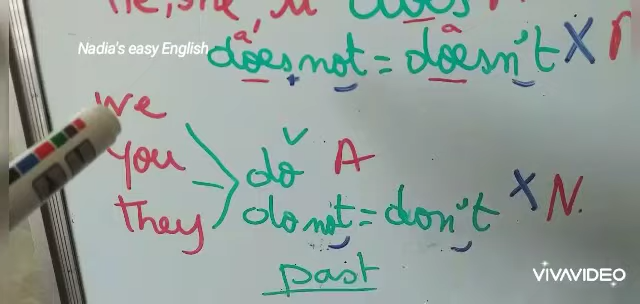 He, she, it does
Nadia's easy English
a a
does not = doesn't X
We
You do ✓ A
They do not = don't X N.
past
VIVAVIDEO